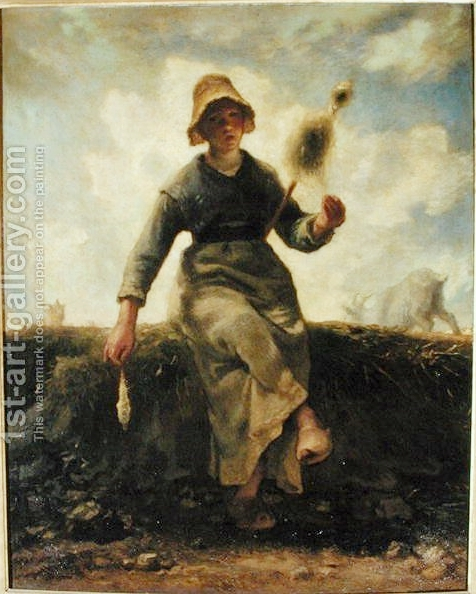 1st-art-gallery.com
This watermark does not appear on the painting